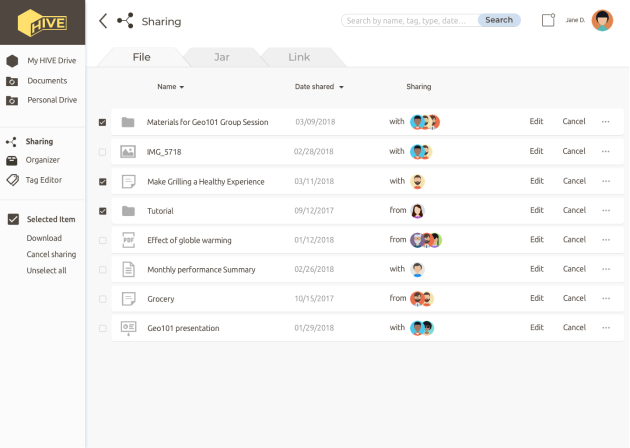 HIVE
Sharing
Search by name, tag, type, date...
Search
Jane D.
File
Jar
Link
My HIVE Drive
Documents
Personal Drive
Sharing
Organizer
Tag Editor
Selected Item
Download
Cancel sharing
Unselect all
Name Date shared Sharing
Materials for Geo101 Group Session 03/09/2018 with Edit Cancel ...
IMG_5718 02/28/2018 with Edit Cancel ...
Make Grilling a Healthy Experience 03/11/2018 with Edit Cancel ...
Tutorial 09/12/2017 from Edit Cancel ...
PDF Effect of globle warming 01/12/2018 from Edit Cancel ...
Monthly performance Summary 02/26/2018 with Edit Cancel ...
Grocery 10/15/2017 from Edit Cancel ...
Geo101 presentation 01/29/2018 with Edit Cancel ...